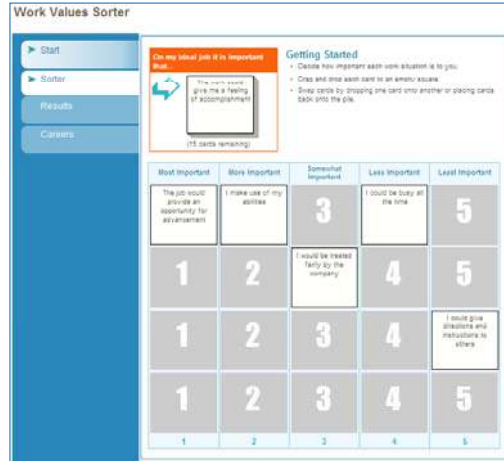 Work Values Sorter
Start
Sorter
Results
Careers
On my ideal job it is important
that...
The work could
give me a feeling
of accomplishment
(15 cards remaining)
Getting Started
Decide how important each work situation is to you.
Drag and drop each card to an empty square.
Swap cards by dropping one card onto another or placing cards
back onto the pile.
Most Important
More Important
Somewhat
Important
Less Important
Least Important
The job would
provide an
opportunity for
advancement
I make use of my
abilities
3
I could be busy all
the time
5
1
2
I would be treated
fairly by the
company
4
5
1
2
3
4
I could give
directions and
instructions to
others
1
2
3
4
5
1
2
3
4
5